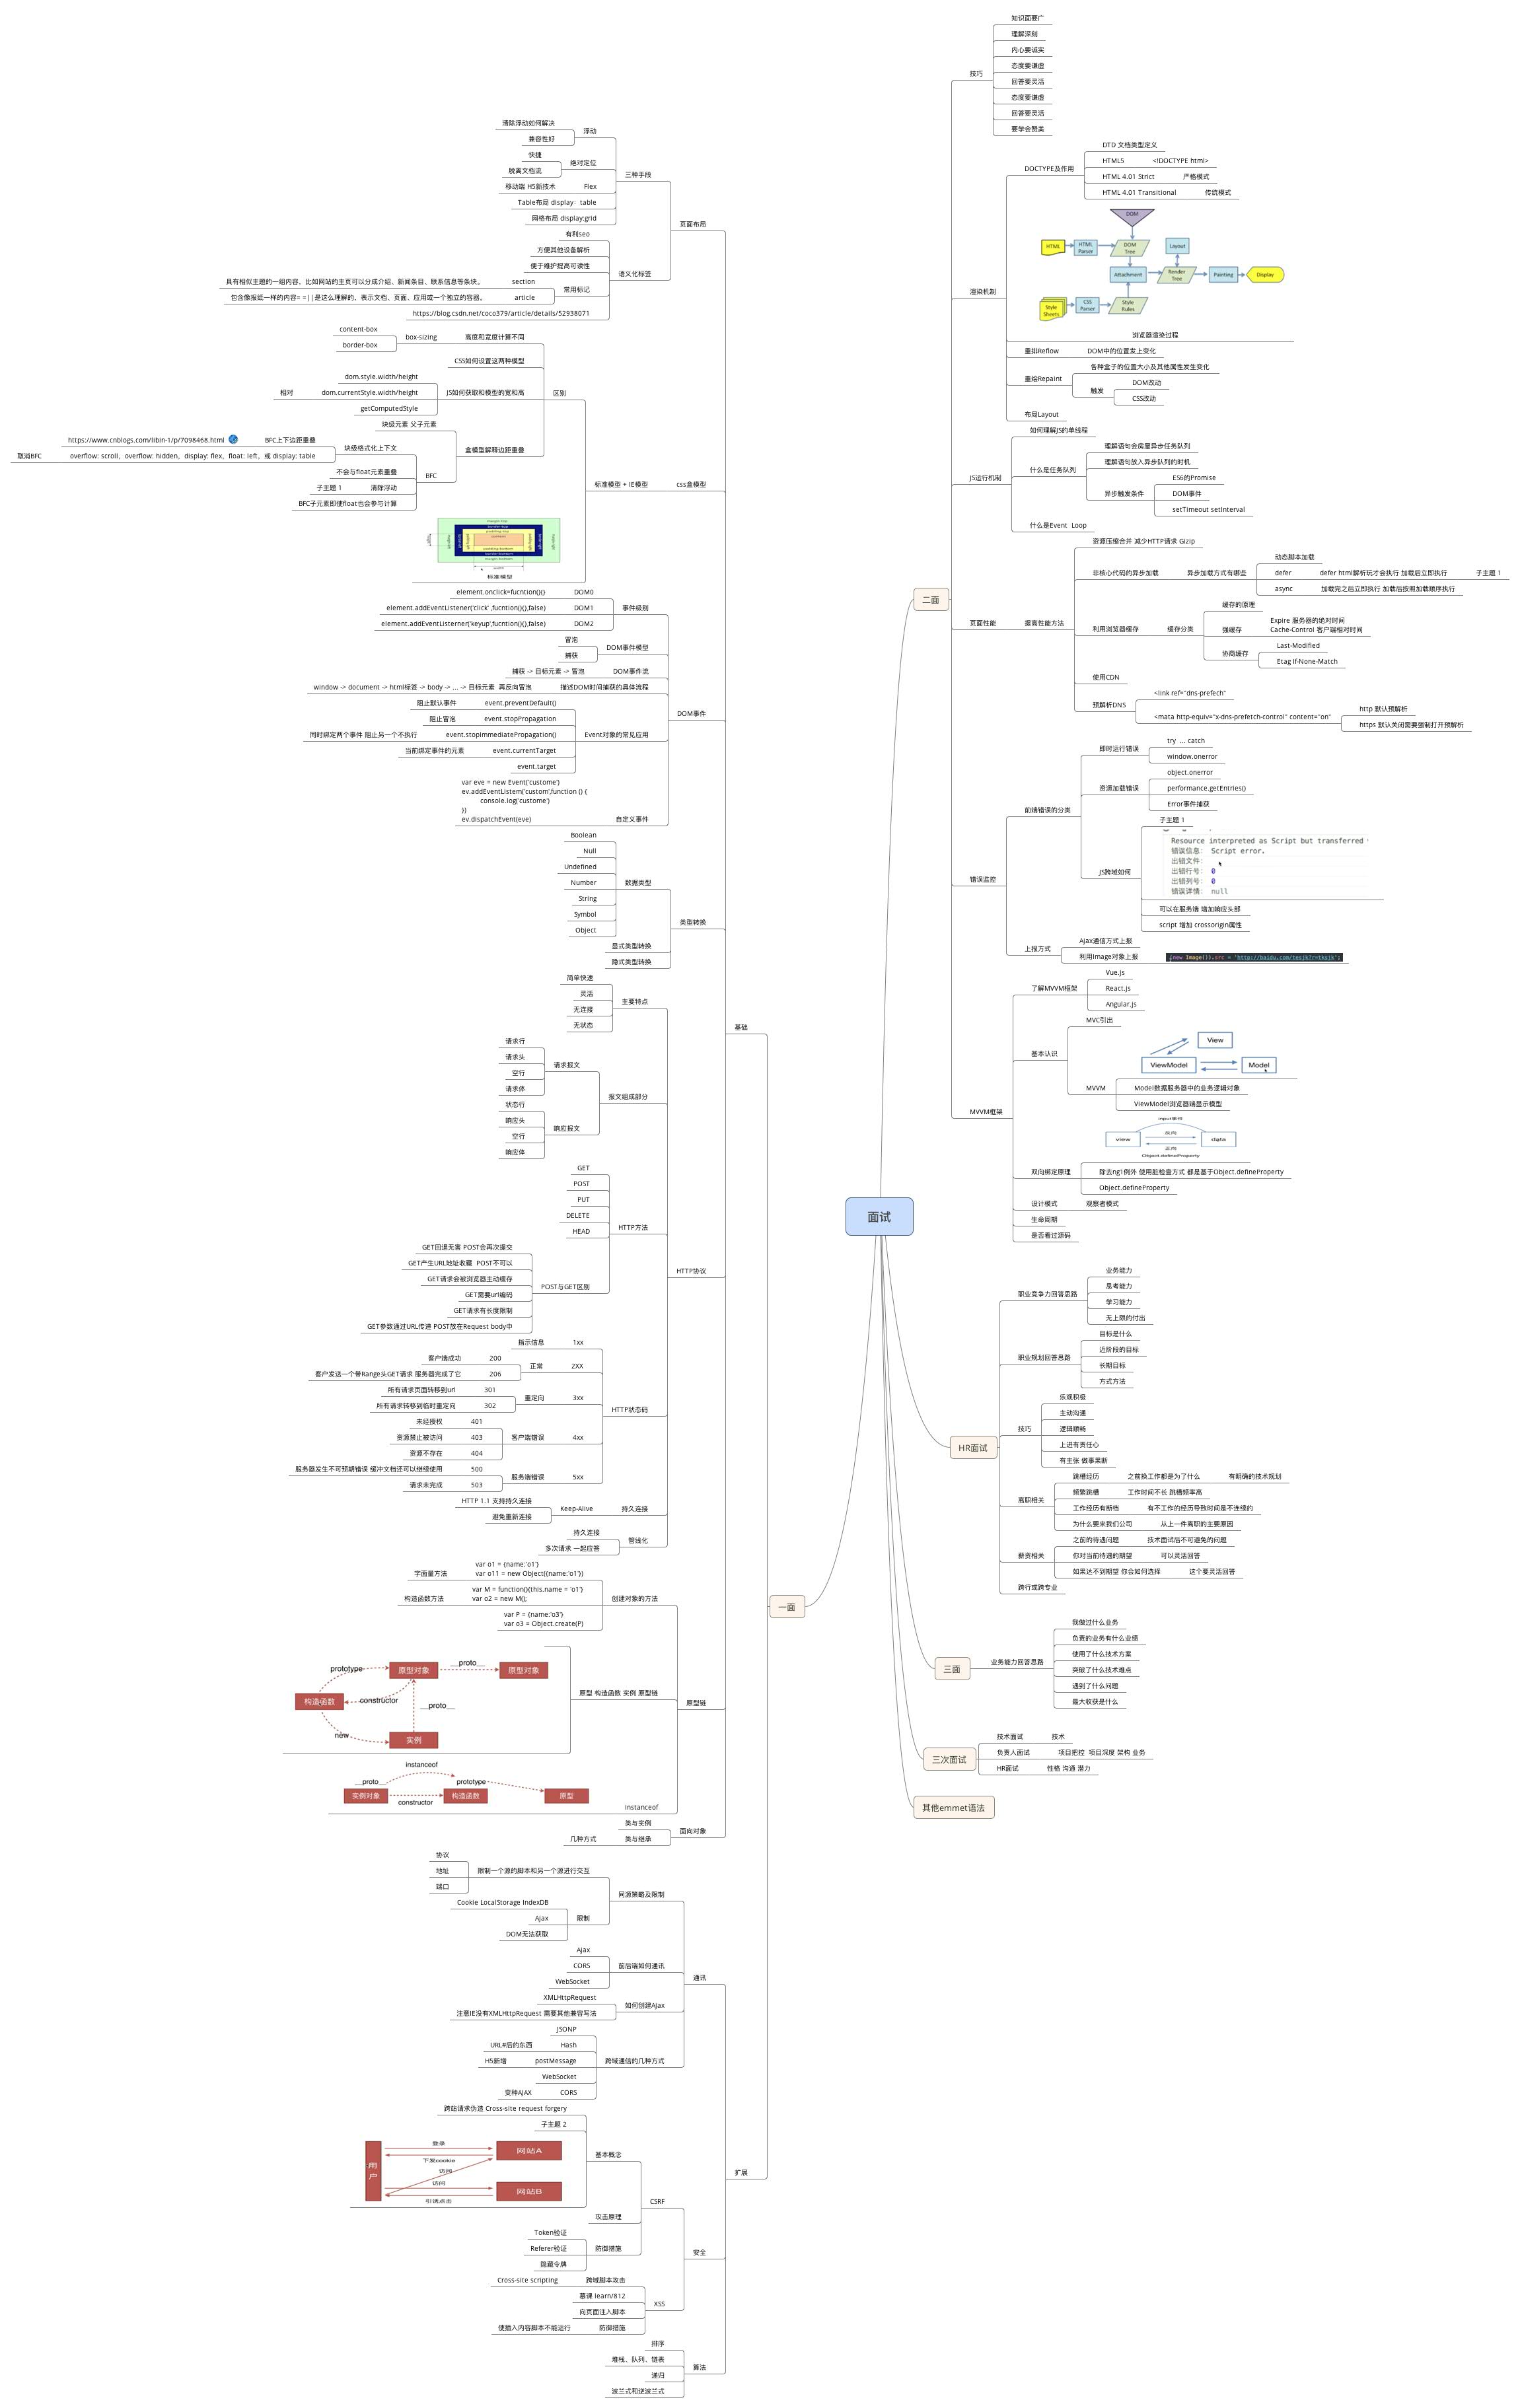 面试
二面
技巧
知识面要广
理解深刻
内心要诚实
态度要谦虚
回答要灵活
态度要谦虚
回答要灵活
要学会赞美
渲染机制
DOCTYPE及作用
DTD 文档类型定义
HTML5 <!DOCTYPE html>
HTML 4.01 Strict 严格模式
HTML 4.01 Transitional 传统模式
DOM
HTML
HTML Parser
DOM Tree
Layout
Attachment
Render Tree
Painting
Display
Style Sheets
CSS Parser
Style Rules
浏览器渲染过程
重排Reflow DOM中的位置发上变化
重绘Repaint
各种盒子的位置大小及其他属性发生变化
触发
DOM改动
CSS改动
布局Layout
JS运行机制
如何理解JS的单线程
什么是任务队列
理解语句会房屋异步任务队列
理解语句放入异步队列的时机
异步触发条件
ES6的Promise
DOM事件
setTimeout setInterval
什么是Event Loop
页面性能
提高性能方法
资源压缩合并 减少HTTP请求 Gizip
非核心代码的异步加载
异步加载方式有哪些
动态脚本加载
defer defer html解析玩才会执行 加载后立即执行 子主题 1
async 加载完之后立即执行 加载后按照加载顺序执行
利用浏览器缓存
缓存分类
缓存的原理
强缓存
Expire 服务器的绝对时间
Cache-Control 客户端相对时间
协商缓存
Last-Modified
Etag If-None-Match
使用CDN
预解析DNS
<link ref="dns-prefech"
<mata http-equiv="x-dns-prefetch-control" content="on"
http 默认预解析
https 默认关闭需要强制打开预解析
错误监控
前端错误的分类
即时运行错误
try ... catch
window.onerror
资源加载错误
object.onerror
performance.getEntries()
Error事件捕获
JS跨域如何
子主题 1
Resource interpreted as Script but transferred
错误信息: Script error.
出错文件:
出错行号: 0
出错列号: 0
错误详情: null
可以在服务端 增加响应头部
script 增加 crossorigin属性
上报方式
Ajax通信方式上报
利用Image对象上报
MVVM框架
了解MVVM框架
Vue.js
React.js
Angular.js
基本认识
MVC引出
View
ViewModel
Model
MVVM
Model数据服务器中的业务逻辑对象
ViewModel浏览器端显示模型
input事件
view
data
反向
正向
Object.defineProperty
双向绑定原理
除去ng1例外 使用脏检查方式 都是基于Object.defineProperty
Object.defineProperty
设计模式 观察者模式
生命周期
是否看过源码
HR面试
职业竞争力回答思路
业务能力
思考能力
学习能力
无上限的付出
职业规划回答思路
目标是什么
近阶段的目标
长期目标
方式方法
技巧
乐观积极
主动沟通
逻辑顺畅
上进有责任心
有主张 做事果断
离职相关
跳槽经历 之前换工作都是为了什么 有明确的技术规划
频繁跳槽 工作时间不长 跳槽频率高
工作经历有断档 有不工作的经历导致时间是不连续的
为什么要来我们公司 从上一件离职的主要原因
薪资相关
之前的待遇问题 技术面试后不可避免的问题
你对当前待遇的期望 可以灵活回答
如果达不到期望 你会如何选择 这个要灵活回答
跨行或跨专业
三面
业务能力回答思路
我做过什么业务
负责的业务有什么业绩
使用了什么技术方案
突破了什么技术难点
遇到了什么问题
最大收获是什么
三次面试
技术面试 技术
负责人面试 项目把控 项目深度 架构 业务
HR面试 性格 沟通 潜力
其他emmet语法
一面
基础
页面布局
三种手段
浮动
清除浮动如何解决
兼容性好
绝对定位
快捷
脱离文档流
移动端 H5新技术 Flex
Table布局 display：table
网格布局 display:grid
语义化标签
有利seo
方便其他设备解析
便于维护提高可读性
常用标记
具有相似主题的一组内容，比如网站的主页可以分成介绍、新闻条目、联系信息等条块。 section
包含像报纸一样的内容= =||是这么理解的，表示文档、页面、应用或一个独立的容器。 article
https://blog.csdn.net/coco379/article/details/52938071
css盒模型
标准模型 + IE模型
区别
高度和宽度计算不同
box-sizing
content-box
border-box
CSS如何设置这两种模型
JS如何获取和模型的宽和高
dom.style.width/height
相对 dom.currentStyle.width/height
getComputedStyle
盒模型解释边距重叠
块级元素 父子元素
BFC
块级格式化上下文
https://www.cnblogs.com/libin-1/p/7098468.html BFC上下边距重叠
取消BFC overflow: scroll，overflow: hidden，display: flex，float: left，或 display: table
不会与float元素重叠
子主题 1 清除浮动
BFC子元素即使float也会参与计算
标准模型
DOM事件
事件级别
element.onclick=fucntion(){} DOM0
element.addEventListener('click' ,fucntion(){},false) DOM1
element.addEventListerner('keyup',fucntion(){},false) DOM2
DOM事件模型
冒泡
捕获
捕获 -> 目标元素 -> 冒泡 DOM事件流
window -> document -> html标签 -> body -> ... -> 目标元素 再反向冒泡 描述DOM时间捕获的具体流程
Event对象的常见应用
阻止默认事件 event.preventDefault()
阻止冒泡 event.stopPropagation
同时绑定两个事件 阻止另一个不执行 event.stopImmediatePropagation()
当前绑定事件的元素 event.currentTarget
event.target
自定义事件
var eve = new Event('custome')
ev.addEventListem('custom',function () {
console.log('custome')
})
ev.dispatchEvent(eve)
类型转换
数据类型
Boolean
Null
Undefined
Number
String
Symbol
Object
显式类型转换
隐式类型转换
HTTP协议
主要特点
简单快速
灵活
无连接
无状态
报文组成部分
请求报文
请求行
请求头
空行
请求体
响应报文
状态行
响应头
空行
响应体
HTTP方法
GET
POST
PUT
DELETE
HEAD
POST与GET区别
GET回退无害 POST会再次提交
GET产生URL地址收藏 POST不可以
GET请求会被浏览器主动缓存
GET需要url编码
GET请求有长度限制
GET参数通过URL传递 POST放在Request body中
HTTP状态码
指示信息 1xx
正常 2XX
客户端成功 200
客户发送一个带Range头GET请求 服务器完成了它 206
重定向 3xx
所有请求页面转移到url 301
所有请求转移到临时重定向 302
客户端错误 4xx
未经授权 401
资源禁止被访问 403
资源不存在 404
服务端错误 5xx
服务器发生不可预期错误 缓冲文档还可以继续使用 500
请求未完成 503
持久连接
Keep-Alive
HTTP 1.1 支持持久连接
避免重新连接
管线化
持久连接
多次请求 一起应答
原型链
创建对象的方法
字面量方法
var o1 = {name:'o1'}
var o11 = new Object({name:'o1'})
构造函数方法
var M = function(){this.name = 'o1'}
var o2 = new M();
var P = {name:'o3'}
var o3 = Object.create(P)
原型 构造函数 实例 原型链
prototype
原型对象
__proto__
原型对象
构造函数
constructor
__proto__
new
实例
instanceof
instanceof
__proto__
prototype
实例对象
构造函数
原型
constructor
面向对象
类与实例
几种方式 类与继承
扩展
通讯
同源策略及限制
限制一个源的脚本和另一个源进行交互
协议
地址
端口
限制
Cookie LocalStorage IndexDB
Ajax
DOM无法获取
前后端如何通讯
Ajax
CORS
WebSocket
如何创建Ajax
XMLHttpRequest
注意IE没有XMLHttpRequest 需要其他兼容写法
跨域通信的几种方式
JSONP
URL#后的东西 Hash
H5新增 postMessage
WebSocket
变种AJAX CORS
安全
CSRF
基本概念
跨站请求伪造 Cross-site request forgery
子主题 2
用户
登录
网站A
下发cookie
访问
访问
网站B
引诱点击
攻击原理
防御措施
Token验证
Referer验证
隐藏令牌
XSS
Cross-site scripting 跨域脚本攻击
慕课 learn/812
向页面注入脚本
使插入内容脚本不能运行 防御措施
算法
排序
堆栈、队列、链表
递归
波兰式和逆波兰式